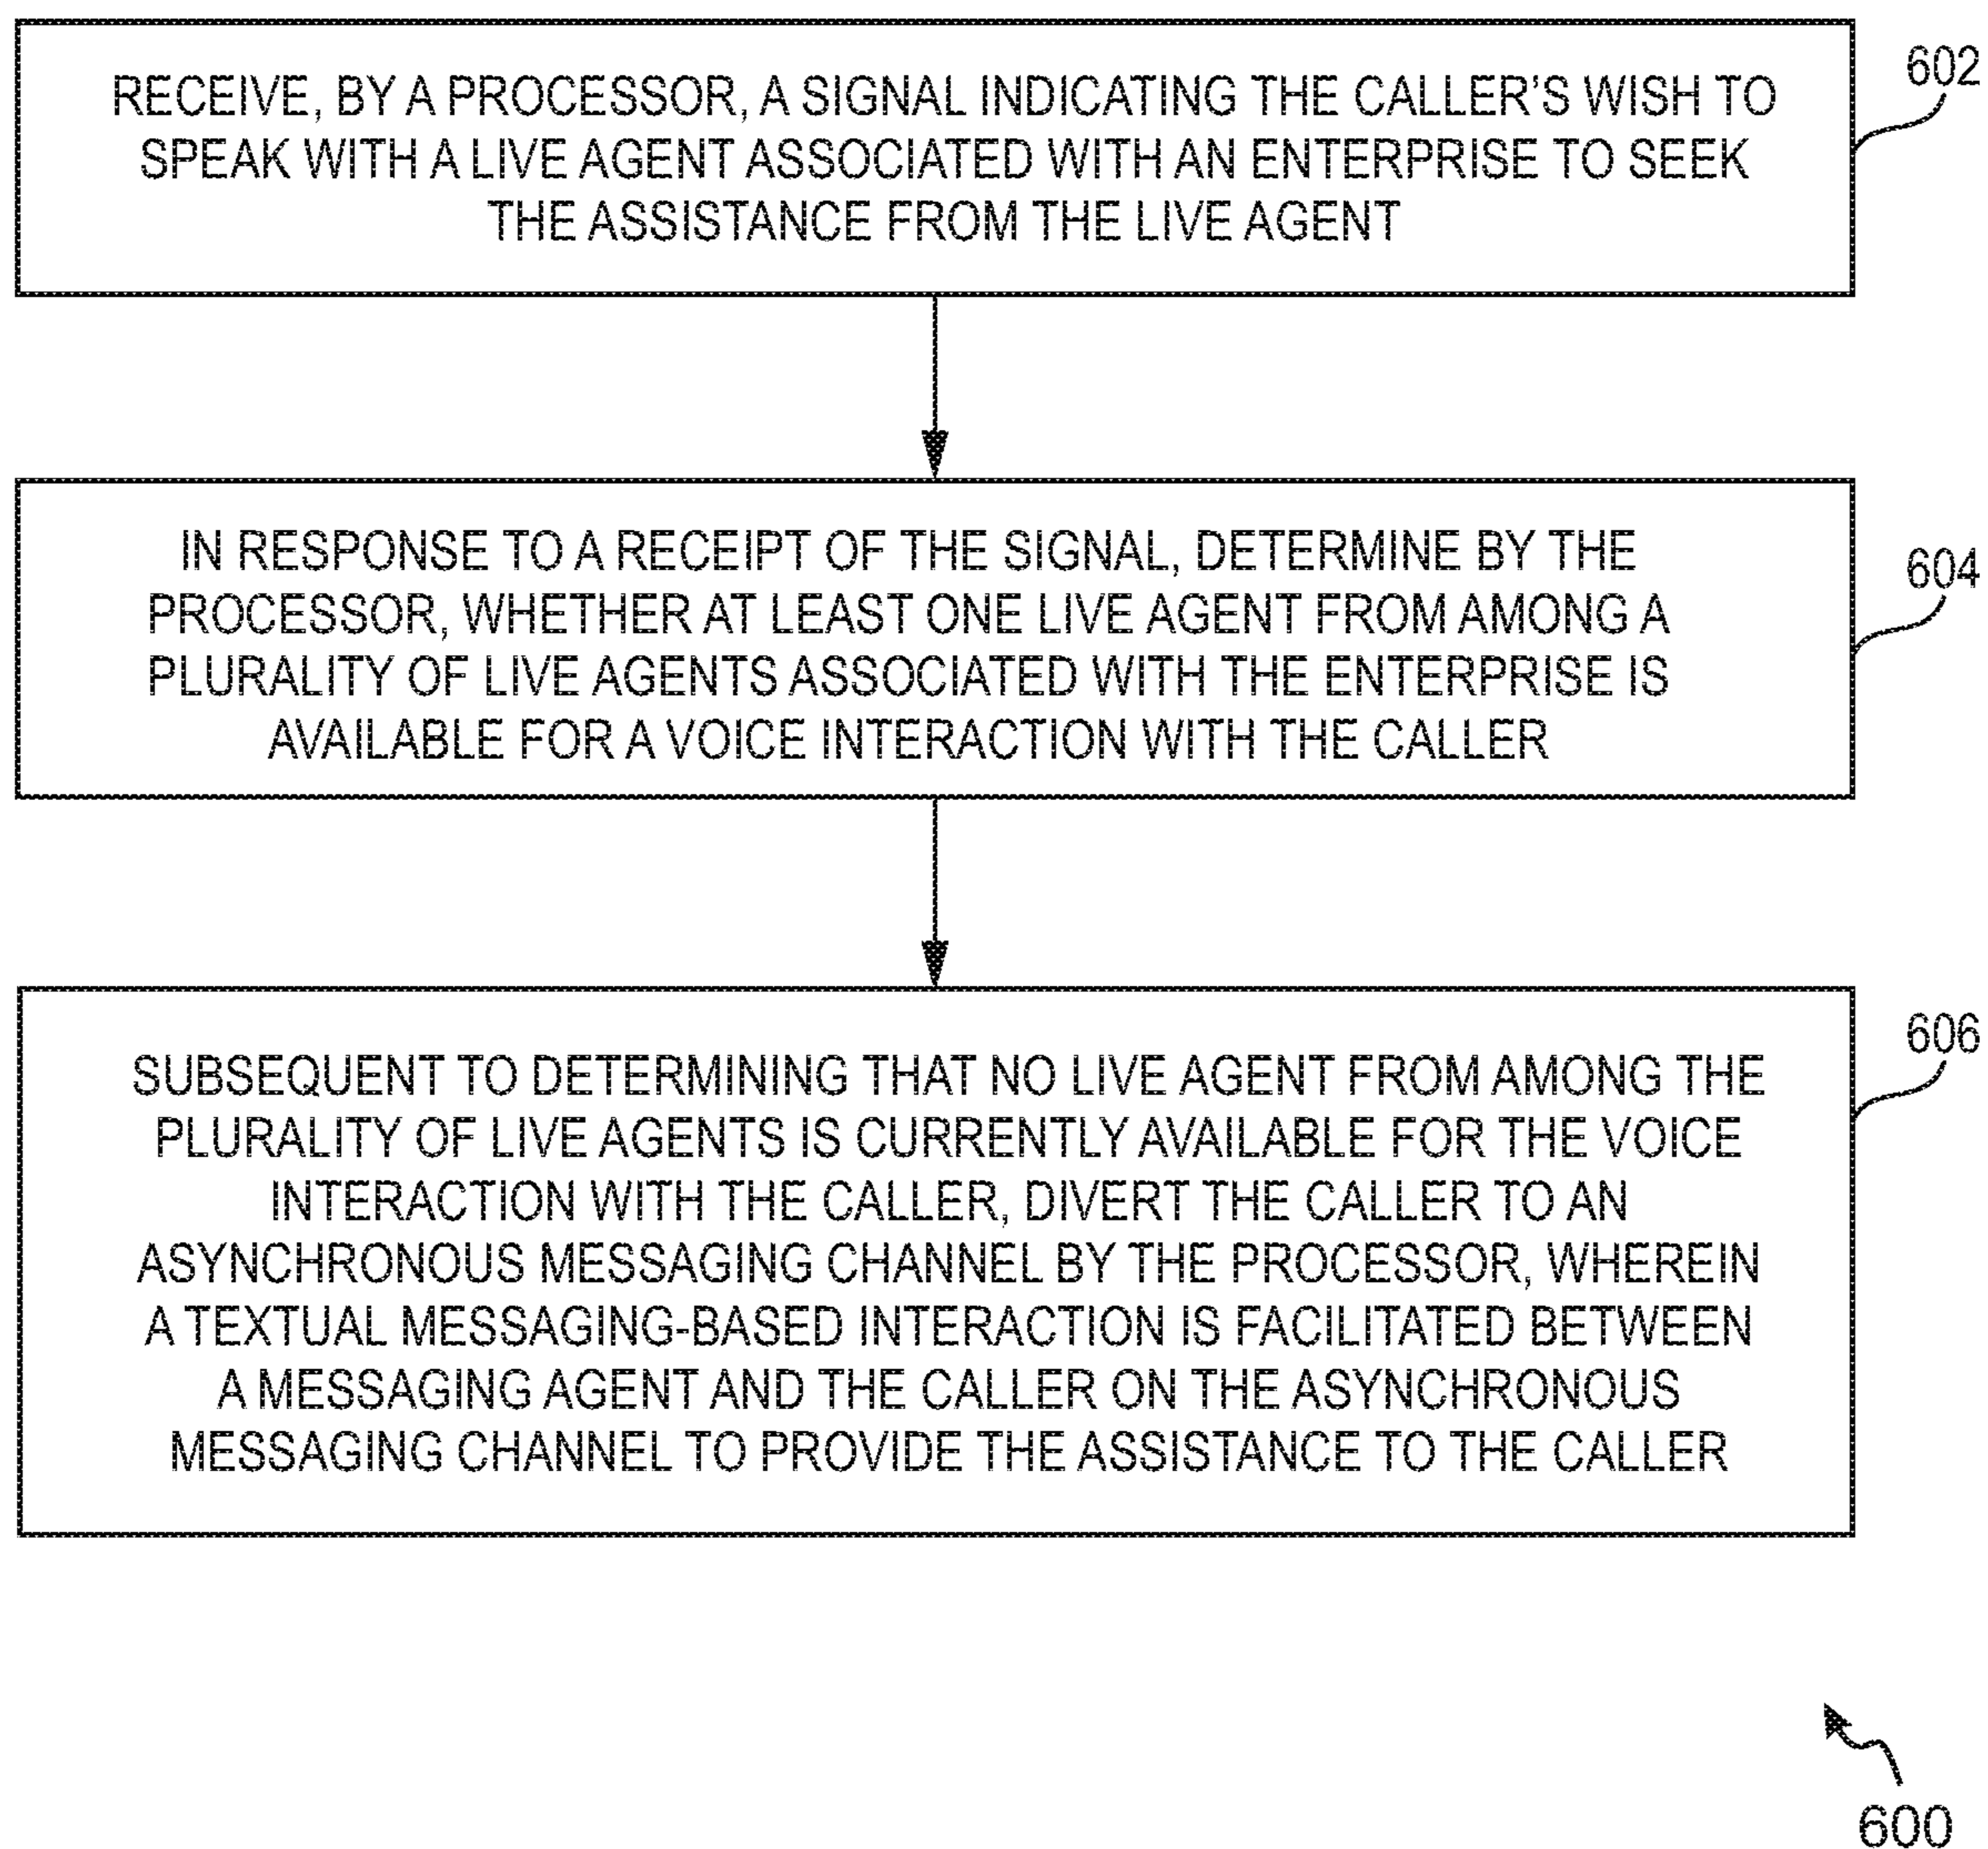 RECEIVE, BY A PROCESSOR, A SIGNAL INDICATING THE CALLER'S WISH TO
SPEAK WITH A LIVE AGENT ASSOCIATED WITH AN ENTERPRISE TO SEEK
THE ASSISTANCE FROM THE LIVE AGENT
602
IN RESPONSE TO A RECEIPT OF THE SIGNAL, DETERMINE BY THE
PROCESSOR, WHETHER AT LEAST ONE LIVE AGENT FROM AMONG A
PLURALITY OF LIVE AGENTS ASSOCIATED WITH THE ENTERPRISE IS
AVAILABLE FOR A VOICE INTERACTION WITH THE CALLER
604
SUBSEQUENT TO DETERMINING THAT NO LIVE AGENT FROM AMONG THE
PLURALITY OF LIVE AGENTS IS CURRENTLY AVAILABLE FOR THE VOICE
INTERACTION WITH THE CALLER, DIVERT THE CALLER TO AN
ASYNCHRONOUS MESSAGING CHANNEL BY THE PROCESSOR, WHEREIN
A TEXTUAL MESSAGING-BASED INTERACTION IS FACILITATED BETWEEN
A MESSAGING AGENT AND THE CALLER ON THE ASYNCHRONOUS
MESSAGING CHANNEL TO PROVIDE THE ASSISTANCE TO THE CALLER
606
600